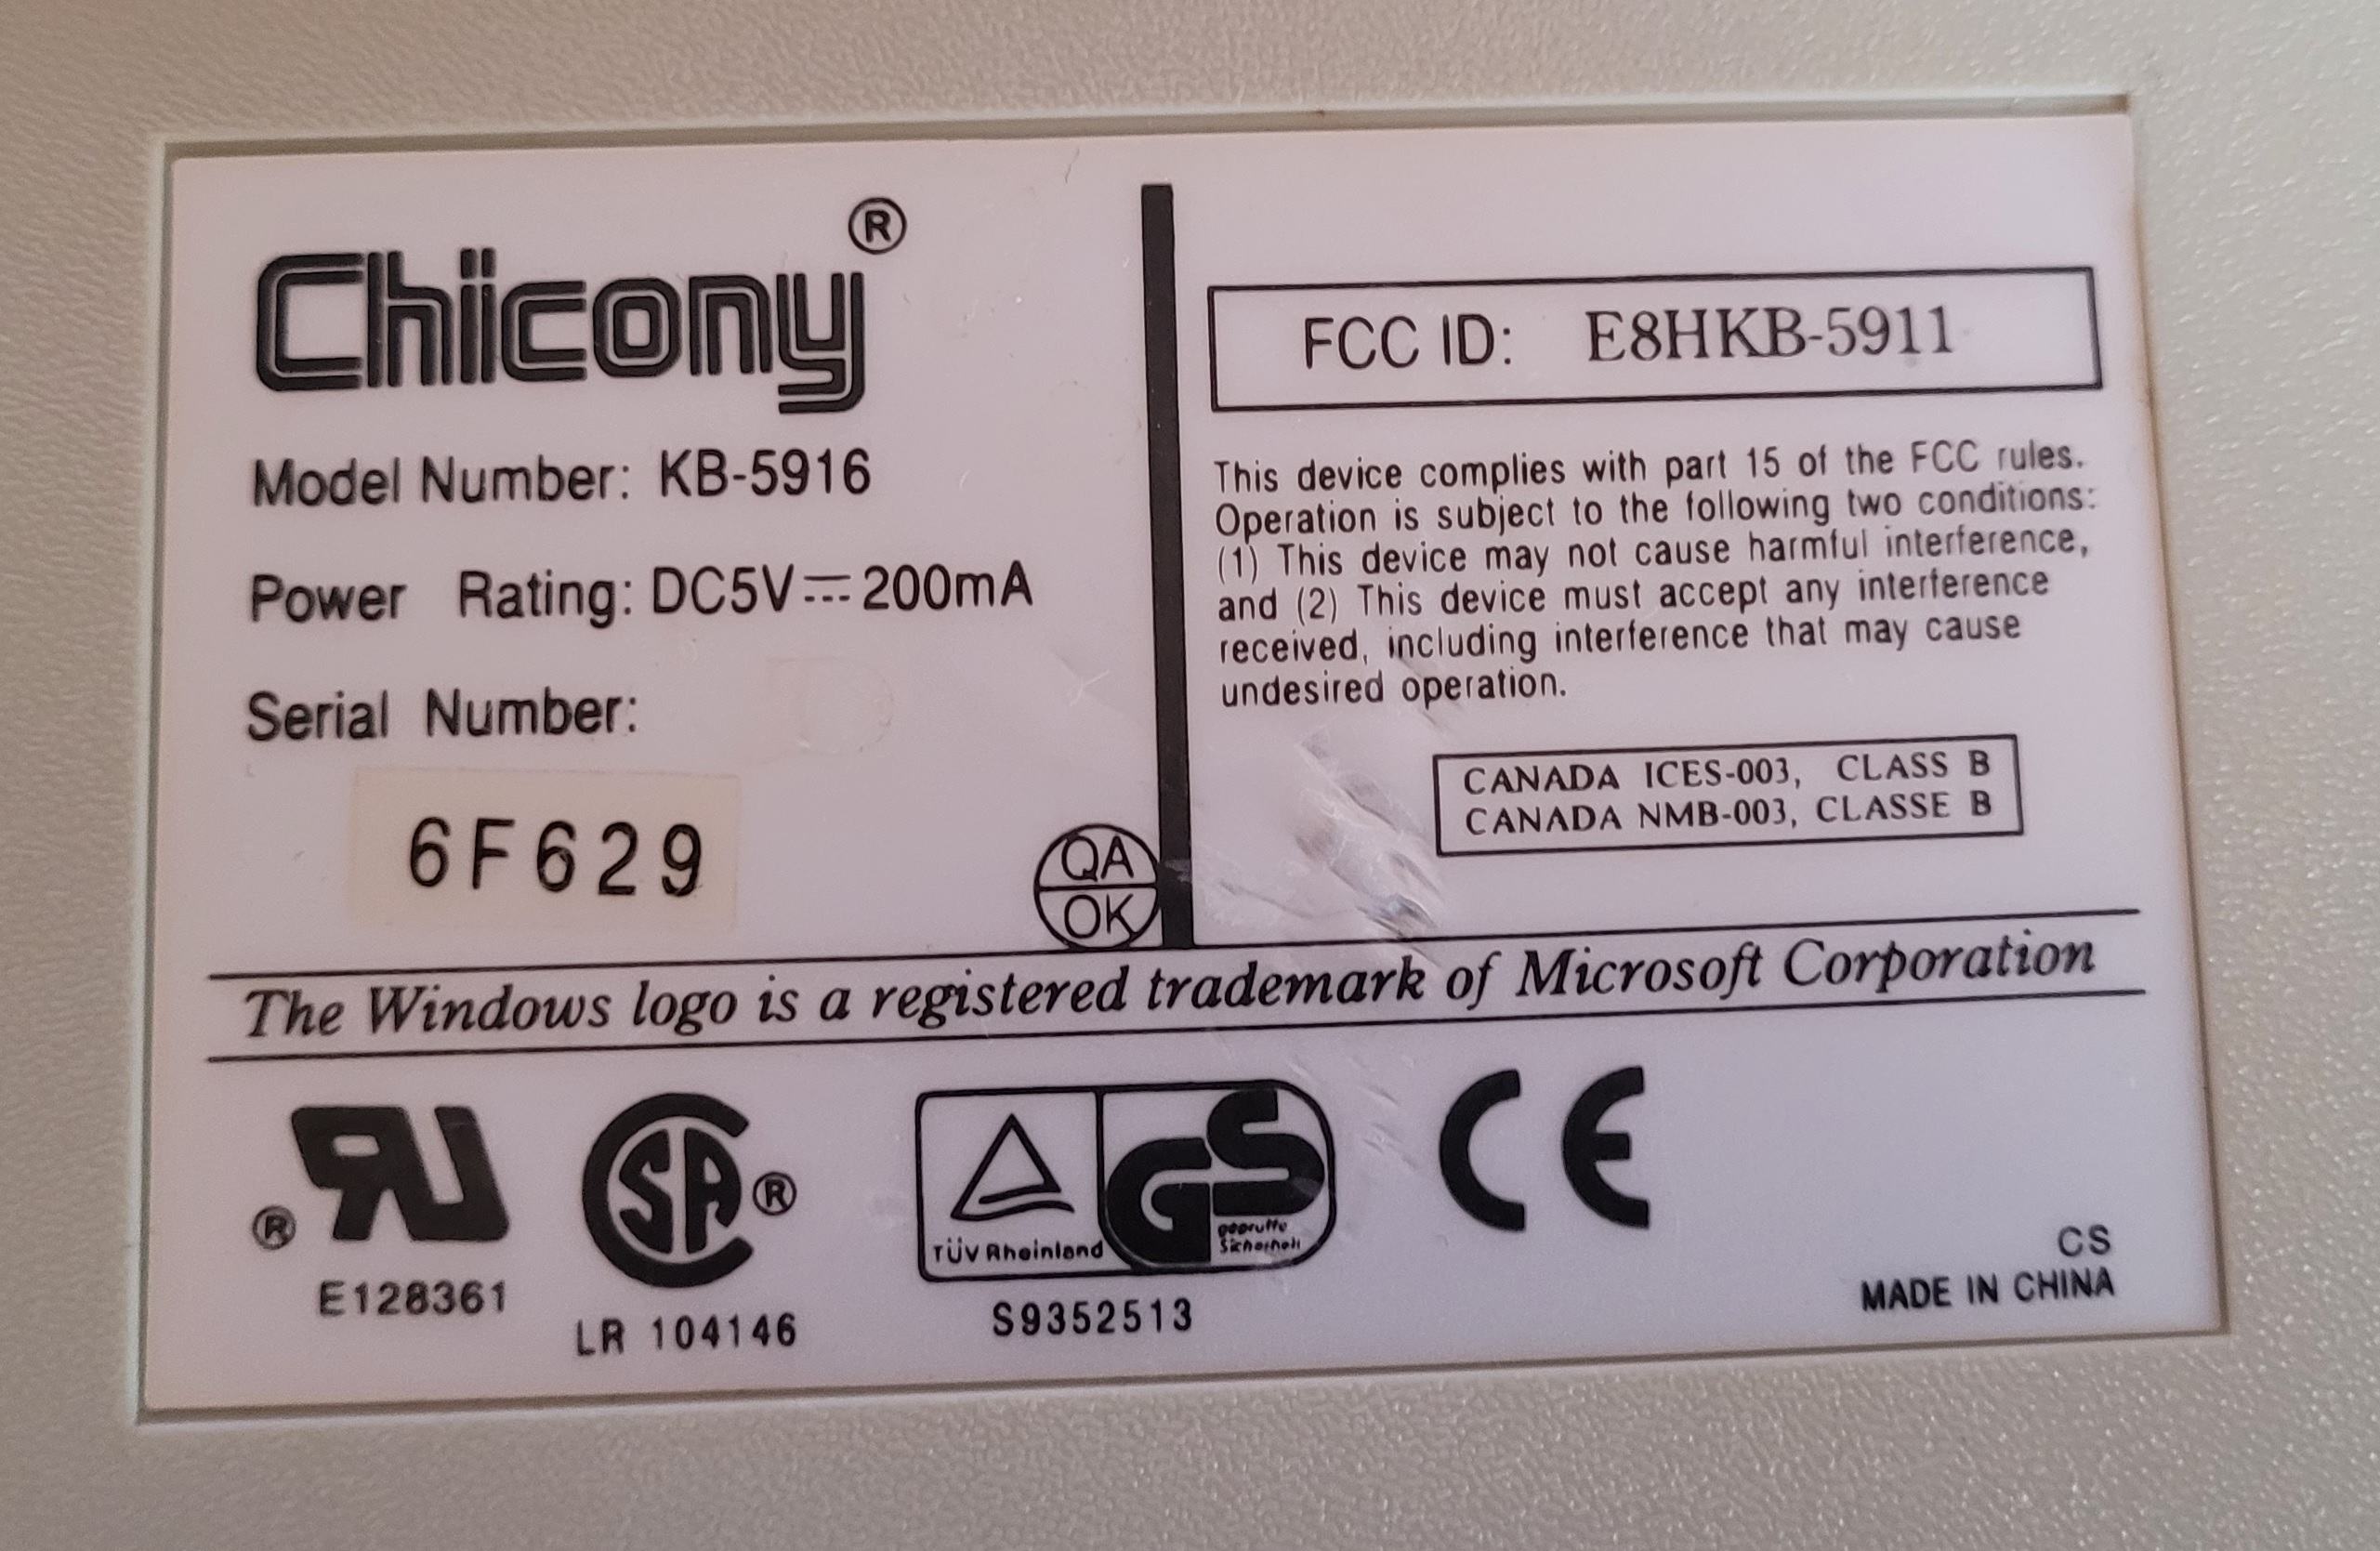 Chicony®
Model Number: KB-5916
Power Rating: DC5V⎓200mA
Serial Number:
6F629
QA
OK
FCC ID: E8HKB-5911
This device complies with part 15 of the FCC rules.
Operation is subject to the following two conditions:
(1) This device may not cause harmful interference,
and (2) This device must accept any interference
received, including interference that may cause
undesired operation.
CANADA ICES-003, CLASS B
CANADA NMB-003, CLASSE B
The Windows logo is a registered trademark of Microsoft Corporation
® RU
E128361
CSA ®
LR 104146
TÜV Rheinland
GS
geprüfte
Sicherheit
S9352513
CE
CS
MADE IN CHINA